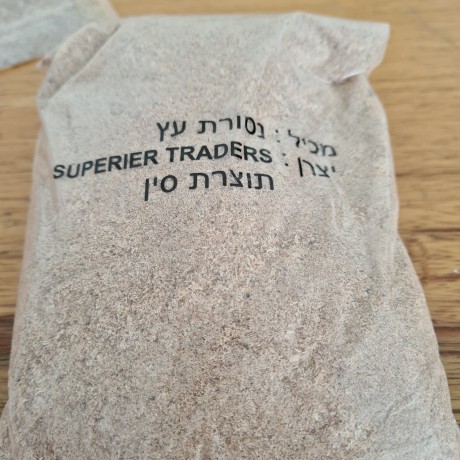 מכיל : נסורת עץ
יצרן : SUPERIER TRADERS
תוצרת סין